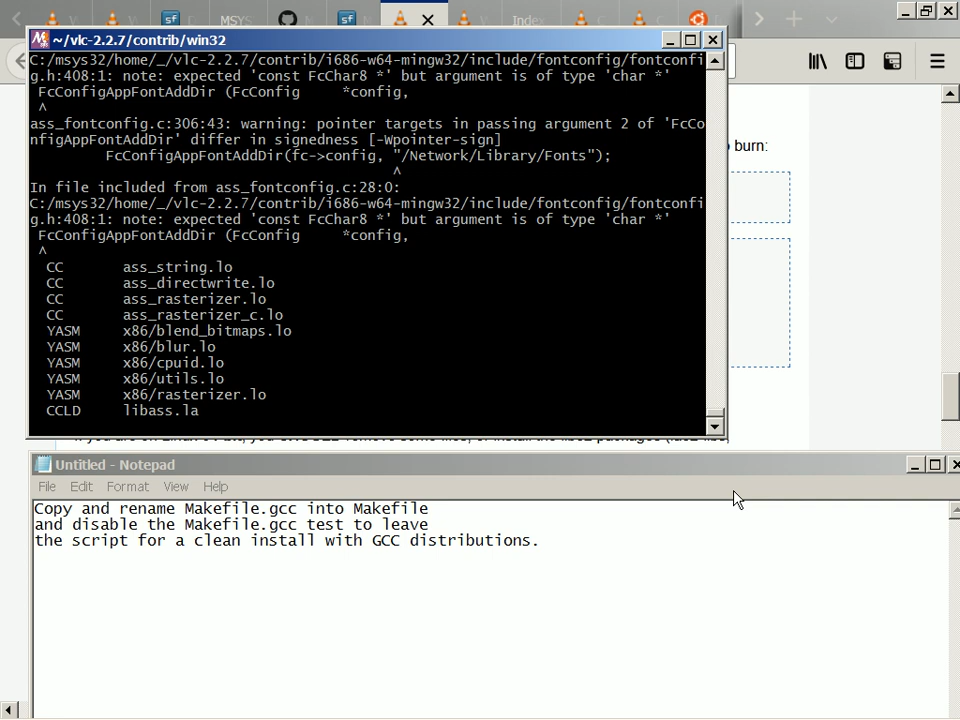 MSYS
Index
~/vlc-2.2.7/contrib/win32
C:/msys32/home/_/vlc-2.2.7/contrib/i686-w64-mingw32/include/fontconfig/fontconfi
g.h:408:1: note: expected 'const FcChar8 *' but argument is of type 'char *'
FcConfigAppFontAddDir (FcConfig    *config,
^
ass_fontconfig.c:306:43: warning: pointer targets in passing argument 2 of 'FcCo
nfigAppFontAddDir' differ in signedness [-Wpointer-sign]
FcConfigAppFontAddDir(fc->config, "/Network/Library/Fonts");
^
In file included from ass_fontconfig.c:28:0:
C:/msys32/home/_/vlc-2.2.7/contrib/i686-w64-mingw32/include/fontconfig/fontconfi
g.h:408:1: note: expected 'const FcChar8 *' but argument is of type 'char *'
FcConfigAppFontAddDir (FcConfig    *config,
^
CC ass_string.lo
CC ass_directwrite.lo
CC ass_rasterizer.lo
CC ass_rasterizer_c.lo
YASM x86/blend_bitmaps.lo
YASM x86/blur.lo
YASM x86/cpuid.lo
YASM x86/utils.lo
YASM x86/rasterizer.lo
CCLD libass.la
burn:
Untitled - Notepad
File Edit Format View Help
Copy and rename Makefile.gcc into Makefile
and disable the Makefile.gcc test to leave
the script for a clean install with GCC distributions.